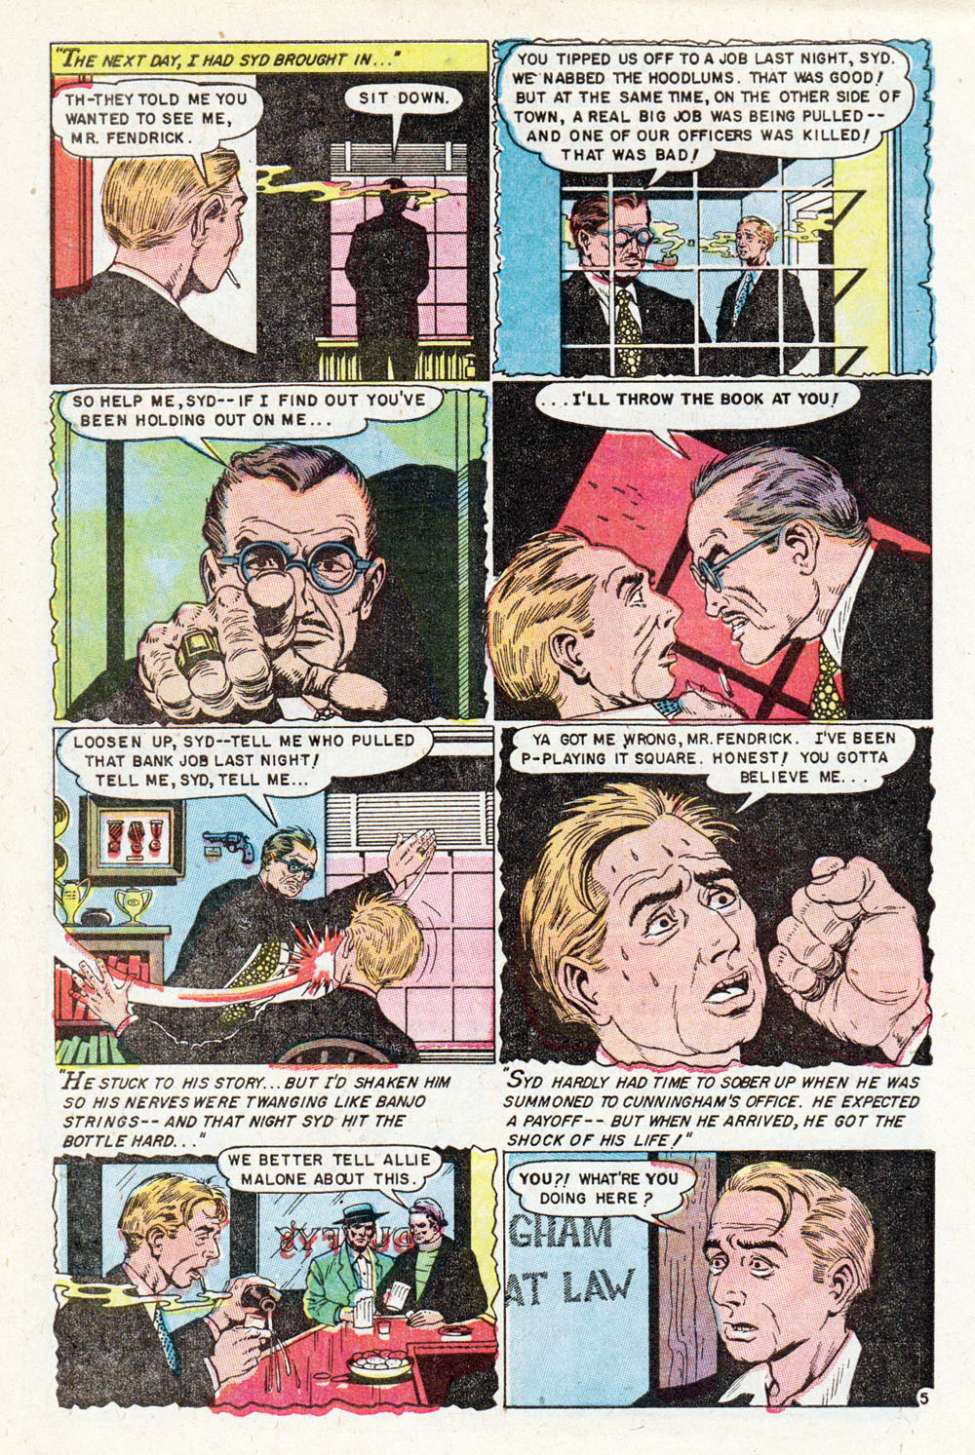 "THE NEXT DAY, I HAD SYD BROUGHT IN..."
TH-THEY TOLD ME YOU
WANTED TO SEE ME,
MR. FENDRICK.
SIT DOWN.
YOU TIPPED US OFF TO A JOB LAST NIGHT, SYD.
WE NABBED THE HOODLUMS. THAT WAS GOOD!
BUT AT THE SAME TIME, ON THE OTHER SIDE OF
TOWN, A REAL BIG JOB WAS BEING PULLED--
AND ONE OF OUR OFFICERS WAS KILLED!
THAT WAS BAD!
SO HELP ME, SYD--IF I FIND OUT YOU'VE
BEEN HOLDING OUT ON ME...
...I'LL THROW THE BOOK AT YOU!
LOOSEN UP, SYD--TELL ME WHO PULLED
THAT BANK JOB LAST NIGHT!
TELL ME, SYD, TELL ME...
YA GOT ME WRONG, MR. FENDRICK. I'VE BEEN
P-PLAYING IT SQUARE. HONEST! YOU GOTTA
BELIEVE ME...
"HE STUCK TO HIS STORY...BUT I'D SHAKEN HIM
SO HIS NERVES WERE TWANGING LIKE BANJO
STRINGS--AND THAT NIGHT SYD HIT THE
BOTTLE HARD..."
"SYD HARDLY HAD TIME TO SOBER UP WHEN HE WAS
SUMMONED TO CUNNINGHAM'S OFFICE. HE EXPECTED
A PAYOFF--BUT WHEN HE ARRIVED, HE GOT THE
SHOCK OF HIS LIFE!"
WE BETTER TELL ALLIE
MALONE ABOUT THIS.
YOU?! WHAT'RE YOU
DOING HERE?
GHAM
AT LAW
5